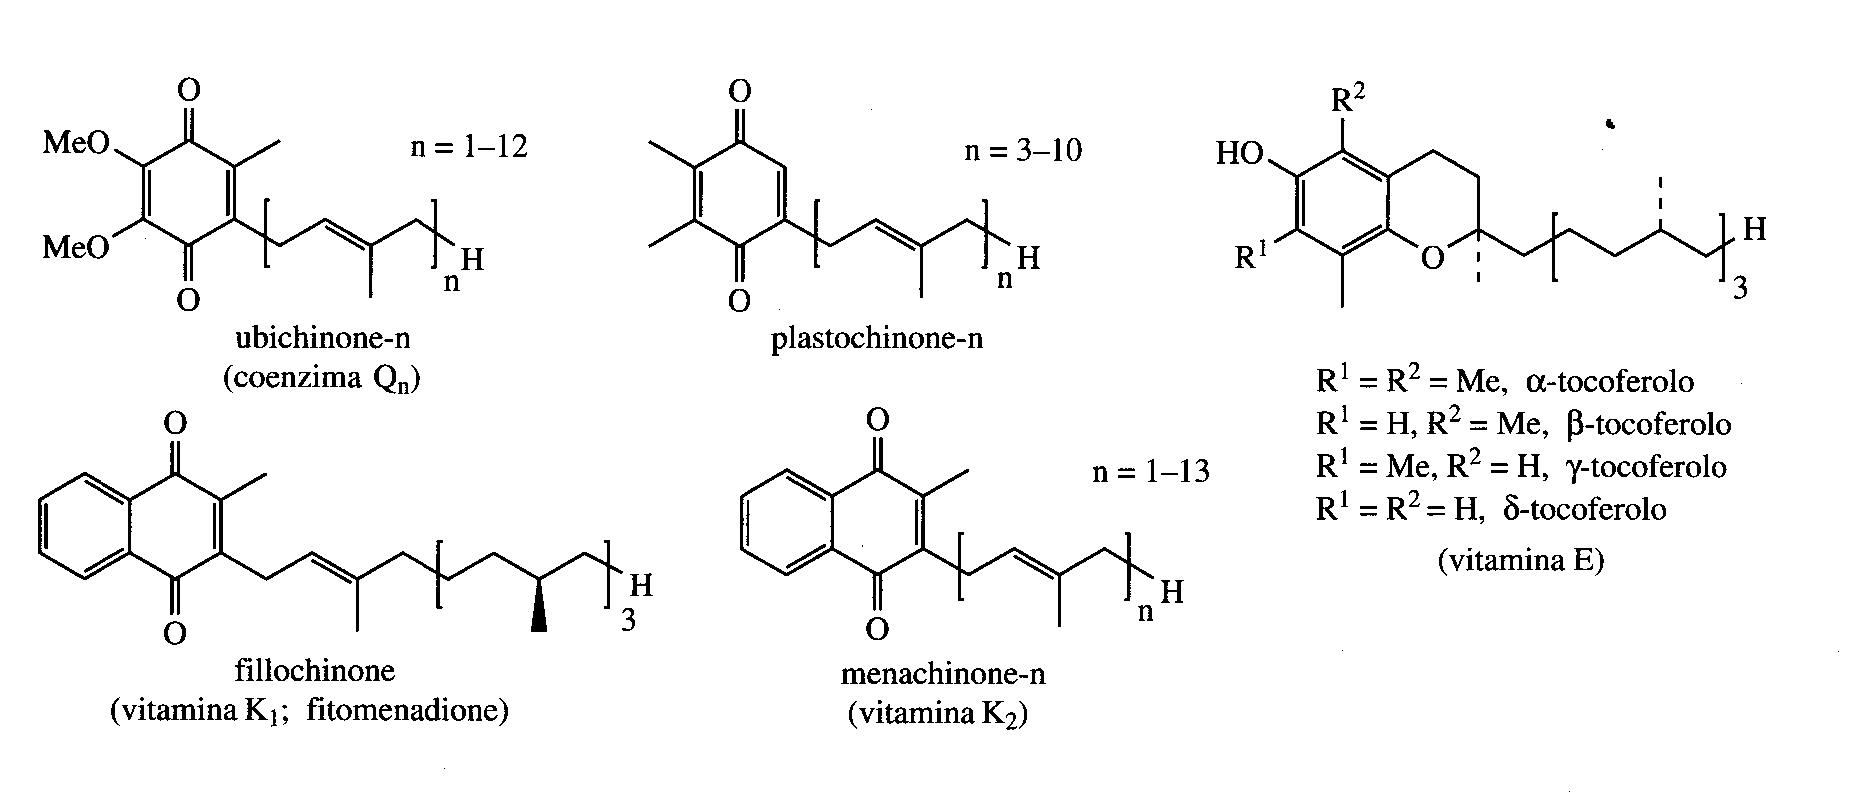 O
MeO
n = 1–12
MeO
H
n
O
ubichinone-n
(coenzima Qn)
O
n = 3–10
H
n
O
plastochinone-n
R²
HO
R¹
O
H
3
R¹ = R² = Me, α-tocoferolo
R¹ = H, R² = Me, β-tocoferolo
R¹ = Me, R² = H, γ-tocoferolo
R¹ = R² = H, δ-tocoferolo
(vitamina E)
O
H
3
O
fillochinone
(vitamina K₁; fitomenadione)
O
n = 1–13
H
n
O
menachinone-n
(vitamina K₂)